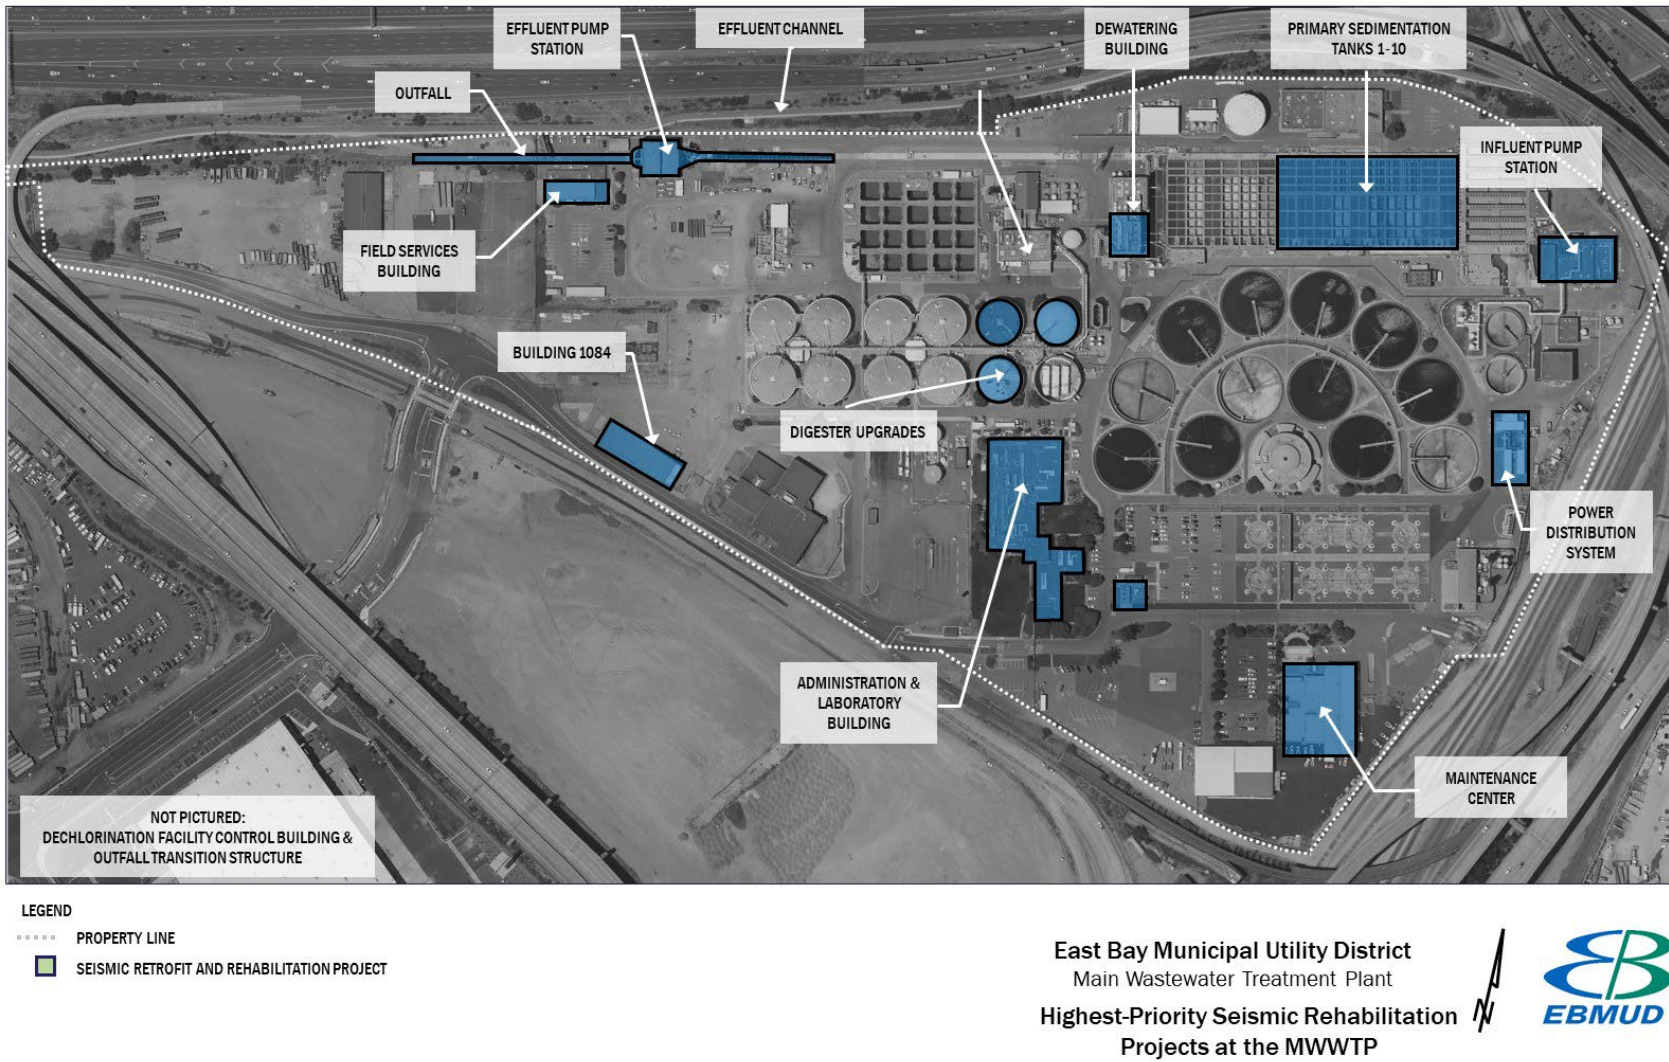 EFFLUENT PUMP
STATION
EFFLUENT CHANNEL
DEWATERING
BUILDING
PRIMARY SEDIMENTATION
TANKS 1-10
OUTFALL
INFLUENT PUMP
STATION
FIELD SERVICES
BUILDING
BUILDING 1084
DIGESTER UPGRADES
POWER
DISTRIBUTION
SYSTEM
ADMINISTRATION &
LABORATORY
BUILDING
MAINTENANCE
CENTER
NOT PICTURED:
DECHLORINATION FACILITY CONTROL BUILDING &
OUTFALL TRANSITION STRUCTURE
LEGEND
PROPERTY LINE
SEISMIC RETROFIT AND REHABILITATION PROJECT
East Bay Municipal Utility District
Main Wastewater Treatment Plant
Highest-Priority Seismic Rehabilitation
Projects at the MWWTP
N
EBMUD